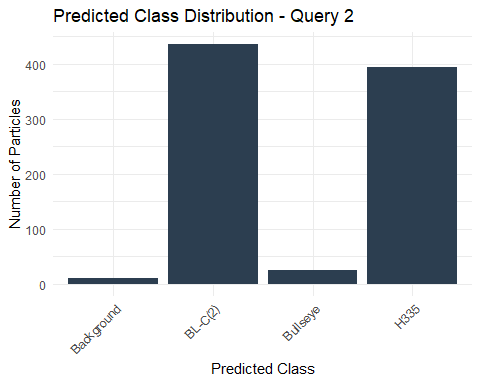 Predicted Class Distribution - Query 2
Number of Particles
400
300
200
100
0
Background
BL-C(2)
Bullseye
H335
Predicted Class